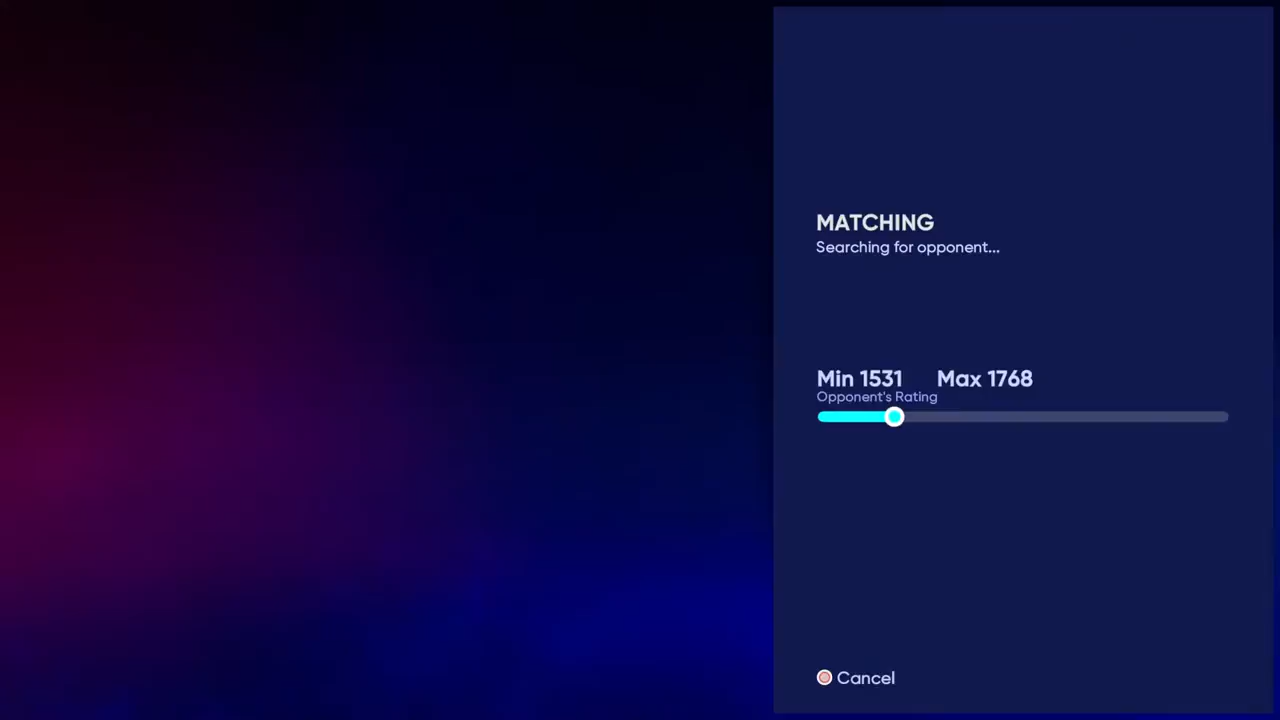 MATCHING
Searching for opponent...
Min 1531 Max 1768
Opponent's Rating
Cancel